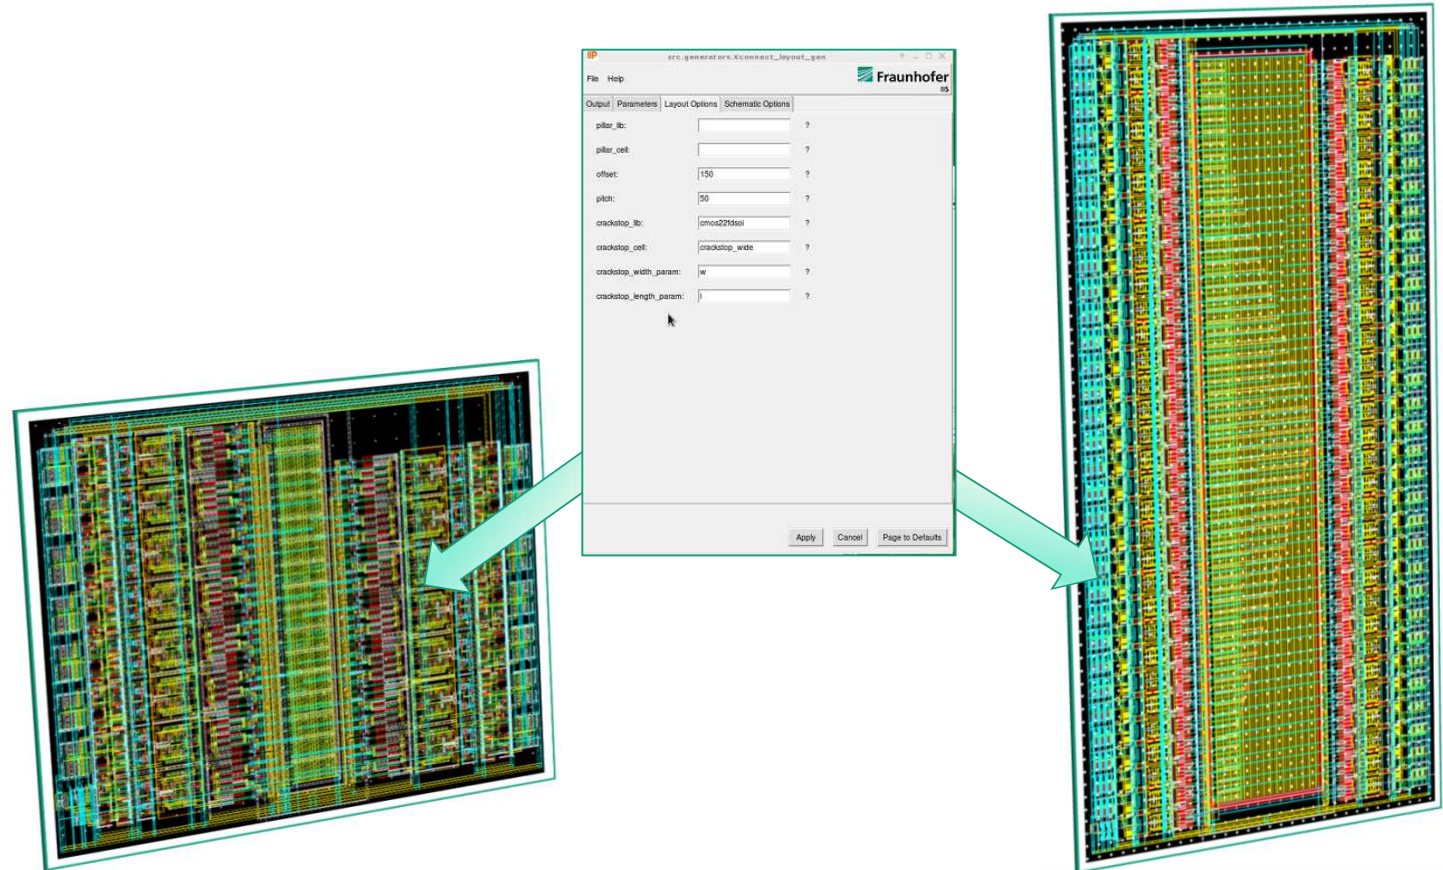 IIP
src.generators.Xconnect_layout_gen
File Help
Fraunhofer
IIS
Output Parameters Layout Options Schematic Options
pillar_lib: ?
pillar_cell: ?
offset: 150 ?
pitch: 50 ?
crackstop_lib: cmos22fdsoi ?
crackstop_cell: crackstop_wide ?
crackstop_width_param: w ?
crackstop_length_param: l ?
Apply Cancel Page to Defaults